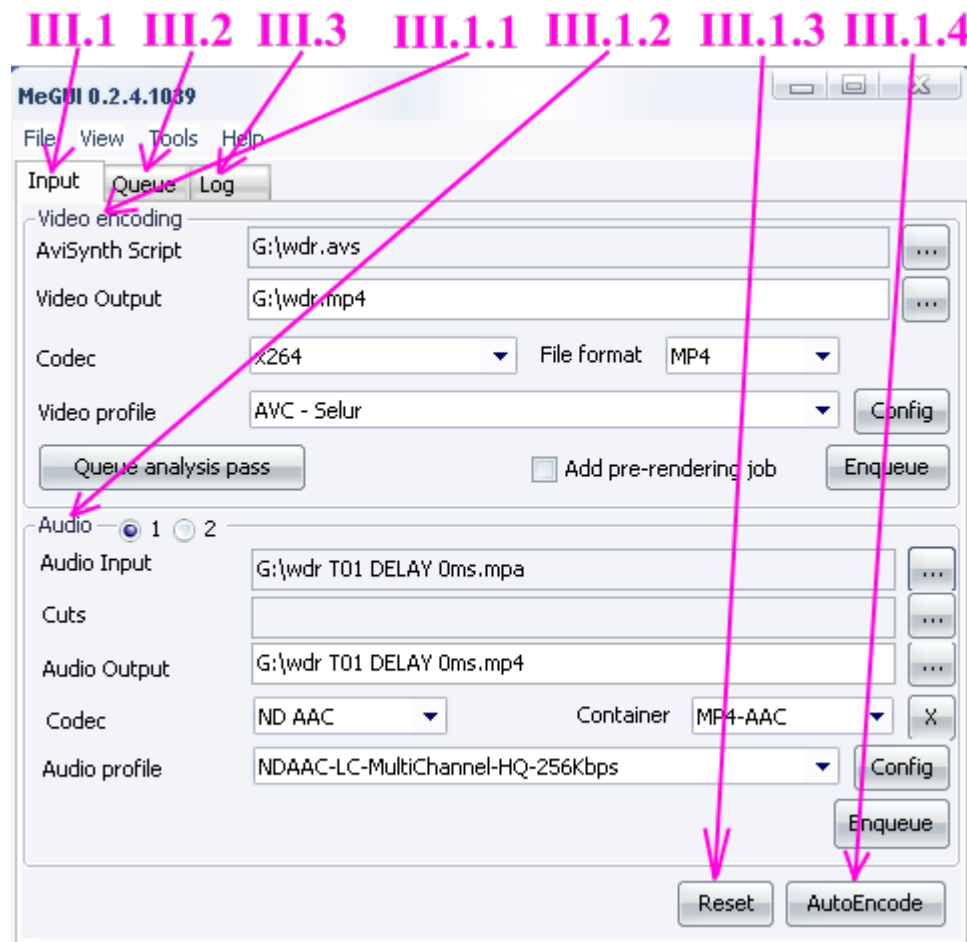 III.1 III.2 III.3 III.1.1 III.1.2 III.1.3 III.1.4
MeGUI 0.2.4.1039
File View Tools Help
Input Queue Log
Video encoding
AviSynth Script G:\wdr.avs ...
Video Output G:\wdr.mp4 ...
Codec x264 File format MP4
Video profile AVC - Selur Config
Queue analysis pass Add pre-rendering job Enqueue
Audio 1 2
Audio Input G:\wdr T01 DELAY 0ms.mpa ...
Cuts ...
Audio Output G:\wdr T01 DELAY 0ms.mp4 ...
Codec ND AAC Container MP4-AAC X
Audio profile NDAAC-LC-MultiChannel-HQ-256Kbps Config
Enqueue
Reset AutoEncode